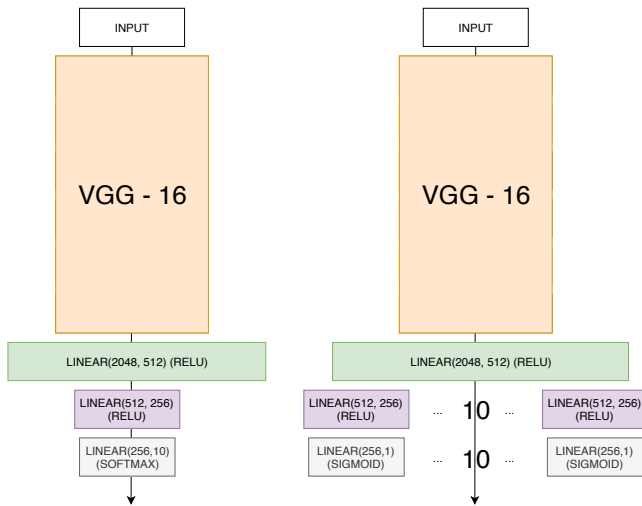 INPUT
VGG - 16
LINEAR(2048, 512) (RELU)
LINEAR(512, 256)
(RELU)
LINEAR(256,10)
(SOFTMAX)
INPUT
VGG - 16
LINEAR(2048, 512) (RELU)
LINEAR(512, 256)
(RELU)
... 10 ...
LINEAR(512, 256)
(RELU)
LINEAR(256,1)
(SIGMOID)
... 10 ...
LINEAR(256,1)
(SIGMOID)